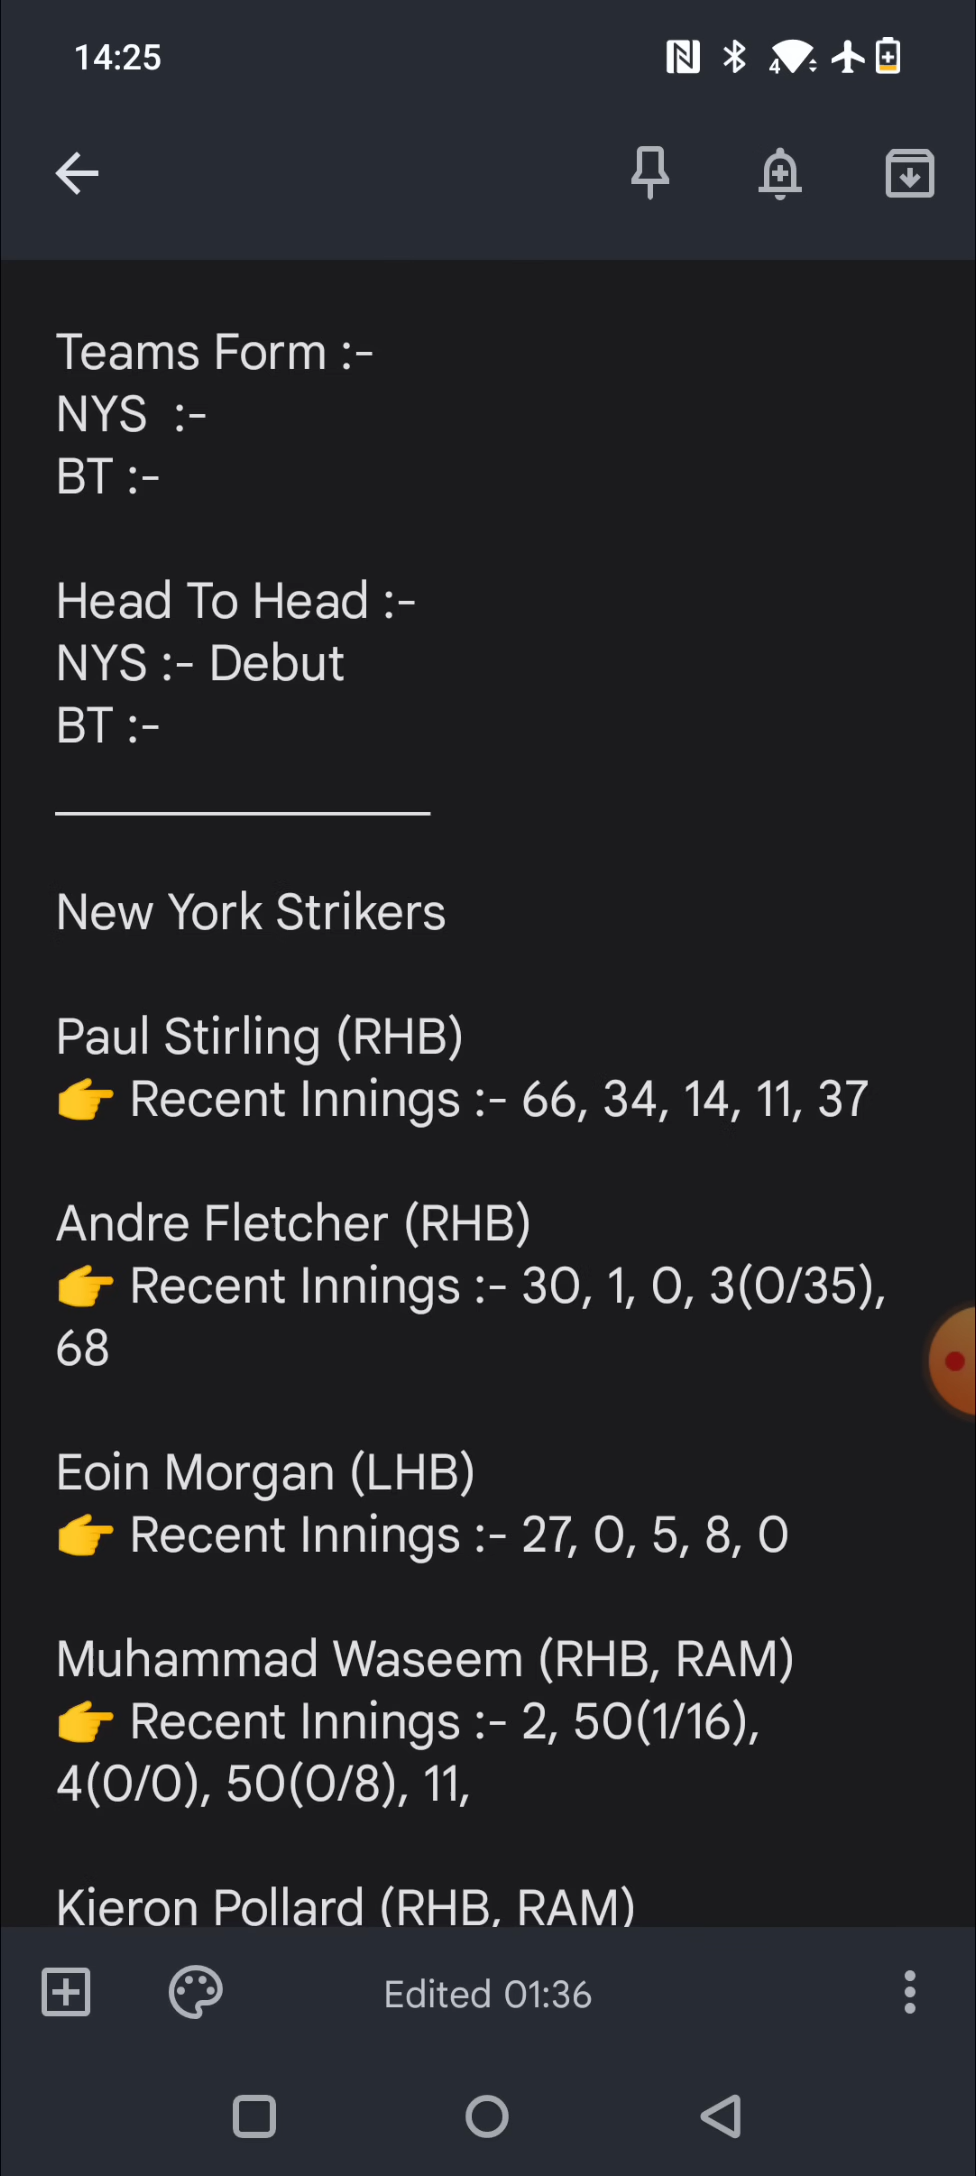 14:25
4
Teams Form :-
NYS :-
BT :-
Head To Head :-
NYS :- Debut
BT :-
New York Strikers
Paul Stirling (RHB)
👉 Recent Innings :- 66, 34, 14, 11, 37
Andre Fletcher (RHB)
👉 Recent Innings :- 30, 1, 0, 3(0/35),
68
Eoin Morgan (LHB)
👉 Recent Innings :- 27, 0, 5, 8, 0
Muhammad Waseem (RHB, RAM)
👉 Recent Innings :- 2, 50(1/16),
4(0/0), 50(0/8), 11,
Kieron Pollard (RHB, RAM)
Edited 01:36